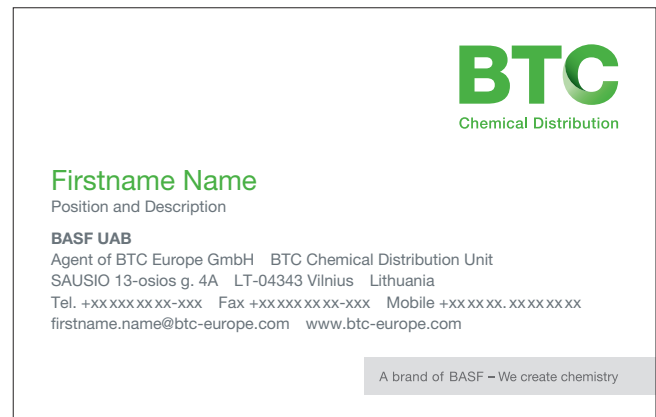 BTC
Chemical Distribution
Firstname Name
Position and Description
BASF UAB
Agent of BTC Europe GmbH BTC Chemical Distribution Unit
SAUSIO 13-osios g. 4A LT-04343 Vilnius Lithuania
Tel. +xx xxx xx xx-xxx Fax +xx xxx xx xx-xxx Mobile +xx xx xx. xx xx xx xx
firstname.name@btc-europe.com www.btc-europe.com
A brand of BASF – We create chemistry